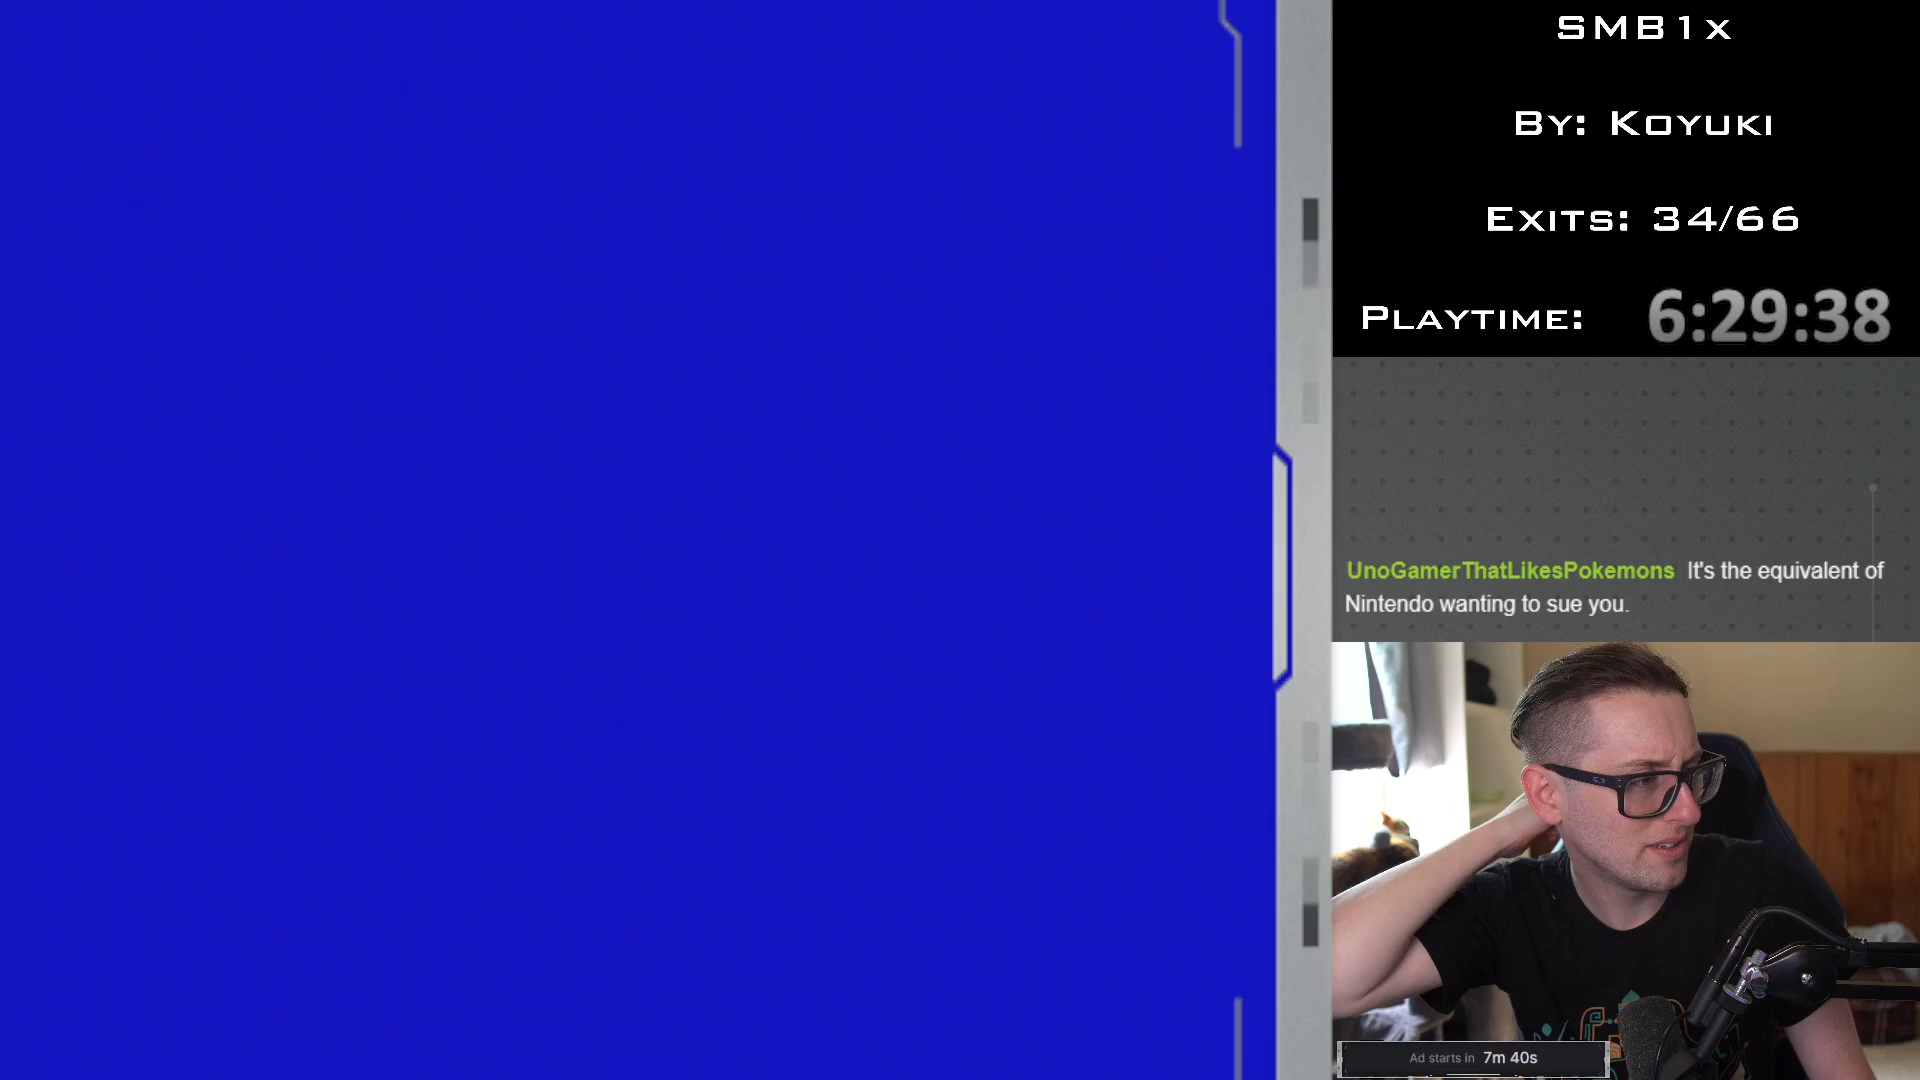 SMB1x
By: Koyuki
Exits: 34/66
Playtime: 6:29:38
UnoGamerThatLikesPokemons It's the equivalent of
Nintendo wanting to sue you.
Ad starts in 7m 40s